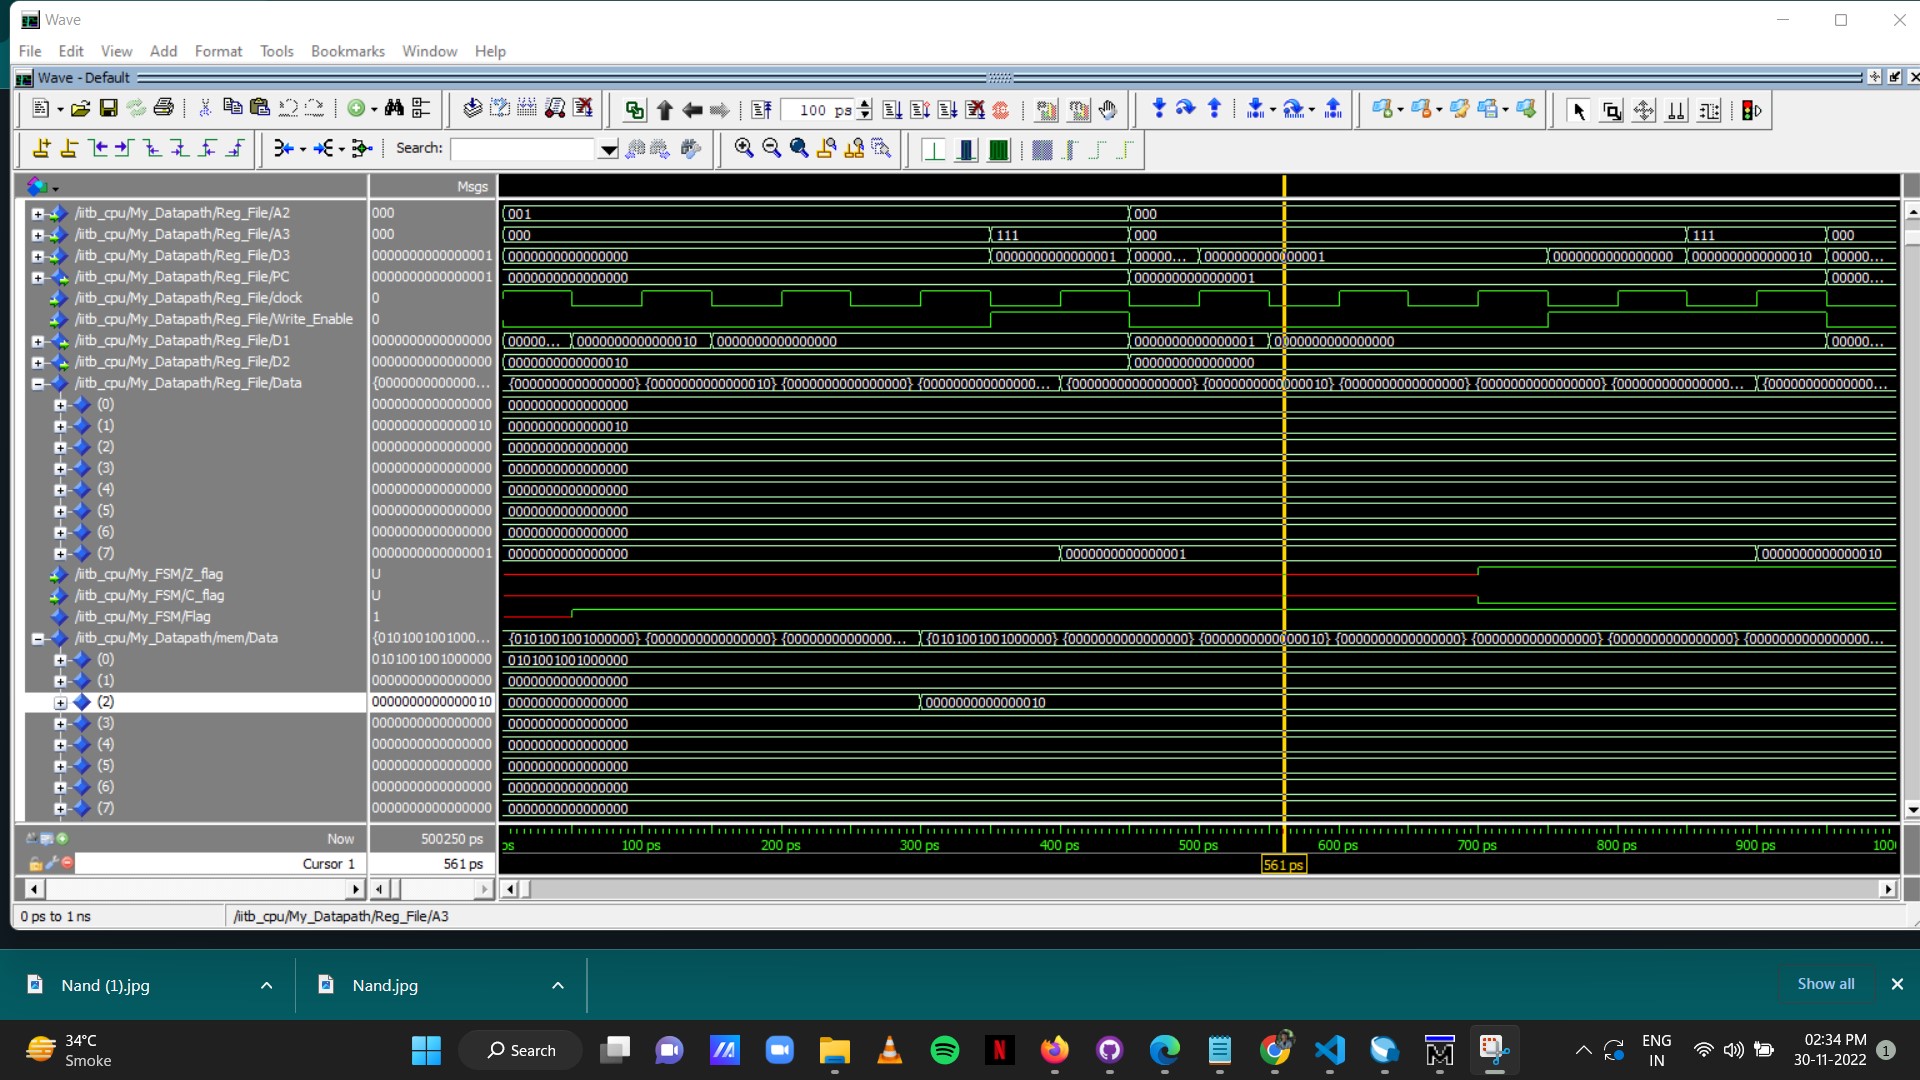 Wave
File Edit View Add Format Tools Bookmarks Window Help
Wave - Default
100 ps
Search:
Msgs
/iitb_cpu/My_Datapath/Reg_File/A2 000 001 000
/iitb_cpu/My_Datapath/Reg_File/A3 000 000 111 000 111 000
/iitb_cpu/My_Datapath/Reg_File/D3 0000000000000001 0000000000000000 0000000000000001 00000... 0000000000000001 0000000000000000 0000000000000010 00000...
/iitb_cpu/My_Datapath/Reg_File/PC 0000000000000001 0000000000000000 0000000000000001 00000...
/iitb_cpu/My_Datapath/Reg_File/clock 0
/iitb_cpu/My_Datapath/Reg_File/Write_Enable 0
/iitb_cpu/My_Datapath/Reg_File/D1 0000000000000000 00000... 0000000000000010 0000000000000000 0000000000000001 0000000000000000 00000...
/iitb_cpu/My_Datapath/Reg_File/D2 0000000000000000 0000000000000010 0000000000000000
/iitb_cpu/My_Datapath/Reg_File/Data {00000000000000... {0000000000000000} {0000000000000010} {0000000000000000} {00000000000000... {0000000000000000} {0000000000000010} {0000000000000000} {0000000000000000} {00000000000000... {00000000000000...
(0) 0000000000000000 0000000000000000
(1) 0000000000000010 0000000000000010
(2) 0000000000000000 0000000000000000
(3) 0000000000000000 0000000000000000
(4) 0000000000000000 0000000000000000
(5) 0000000000000000 0000000000000000
(6) 0000000000000000 0000000000000000
(7) 0000000000000001 0000000000000000 0000000000000001 0000000000000010
/iitb_cpu/My_FSM/Z_flag U
/iitb_cpu/My_FSM/C_flag U
/iitb_cpu/My_FSM/Flag 1
/iitb_cpu/My_Datapath/mem/Data {0101001001000... {0101001001000000} {0000000000000000} {00000000000000... {0101001001000000} {0000000000000000} {0000000000000010} {0000000000000000} {0000000000000000} {0000000000000000} {00000000000000...
(0) 0101001001000000 0101001001000000
(1) 0000000000000000 0000000000000000
(2) 0000000000000010 0000000000000000 0000000000000010
(3) 0000000000000000 0000000000000000
(4) 0000000000000000 0000000000000000
(5) 0000000000000000 0000000000000000
(6) 0000000000000000 0000000000000000
(7) 0000000000000000 0000000000000000
Now 500250 ps ps 100 ps 200 ps 300 ps 400 ps 500 ps 600 ps 700 ps 800 ps 900 ps 100
Cursor 1 561 ps 561 ps
0 ps to 1 ns /iitb_cpu/My_Datapath/Reg_File/A3
Nand (1).jpg Nand.jpg Show all
34°C
Smoke
Search
N
ENG
IN
02:34 PM
30-11-2022
1